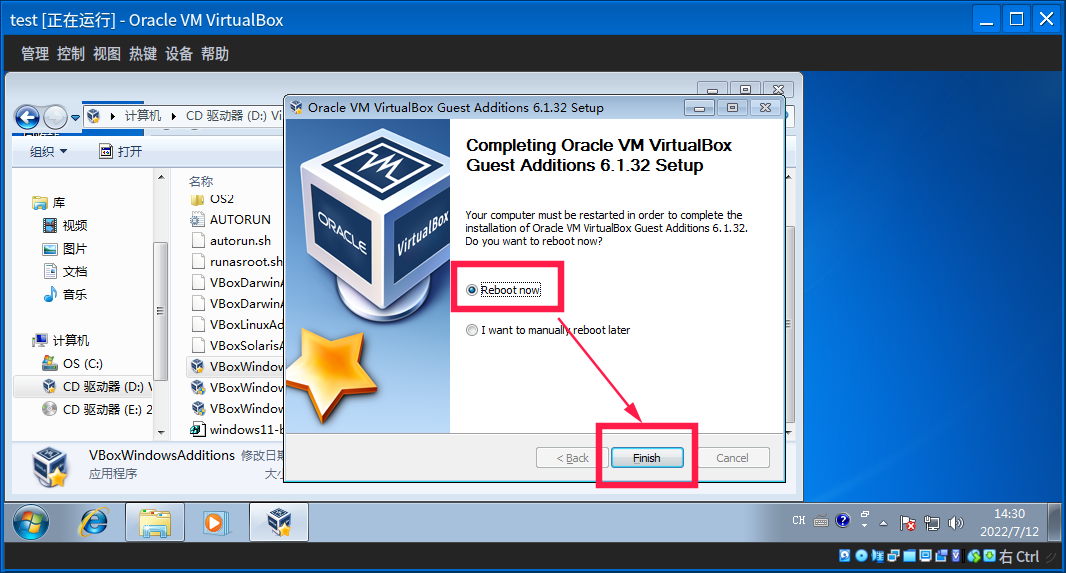 test [正在运行] - Oracle VM VirtualBox
管理 控制 视图 热键 设备 帮助
计算机 CD 驱动器 (D:) Vi
组织 打开
Oracle VM VirtualBox Guest Additions 6.1.32 Setup
库
视频
图片
文档
音乐
计算机
OS (C:)
CD 驱动器 (D:) V
CD 驱动器 (E:) 2
名称
OS2
AUTORUN
autorun.sh
runasroot.sh
VBoxDarwinA
VBoxDarwinA
VBoxLinuxAd
VBoxSolarisA
VBoxWindow
VBoxWindow
VBoxWindow
windows11-b
ORACLE
VirtualBox
Completing Oracle VM VirtualBox
Guest Additions 6.1.32 Setup
Your computer must be restarted in order to complete the
installation of Oracle VM VirtualBox Guest Additions 6.1.32.
Do you want to reboot now?
Reboot now
I want to manually reboot later
< Back Finish Cancel
VBoxWindowsAdditions 修改日期
应用程序 大小
CH
14:30
2022/7/12
右 Ctrl